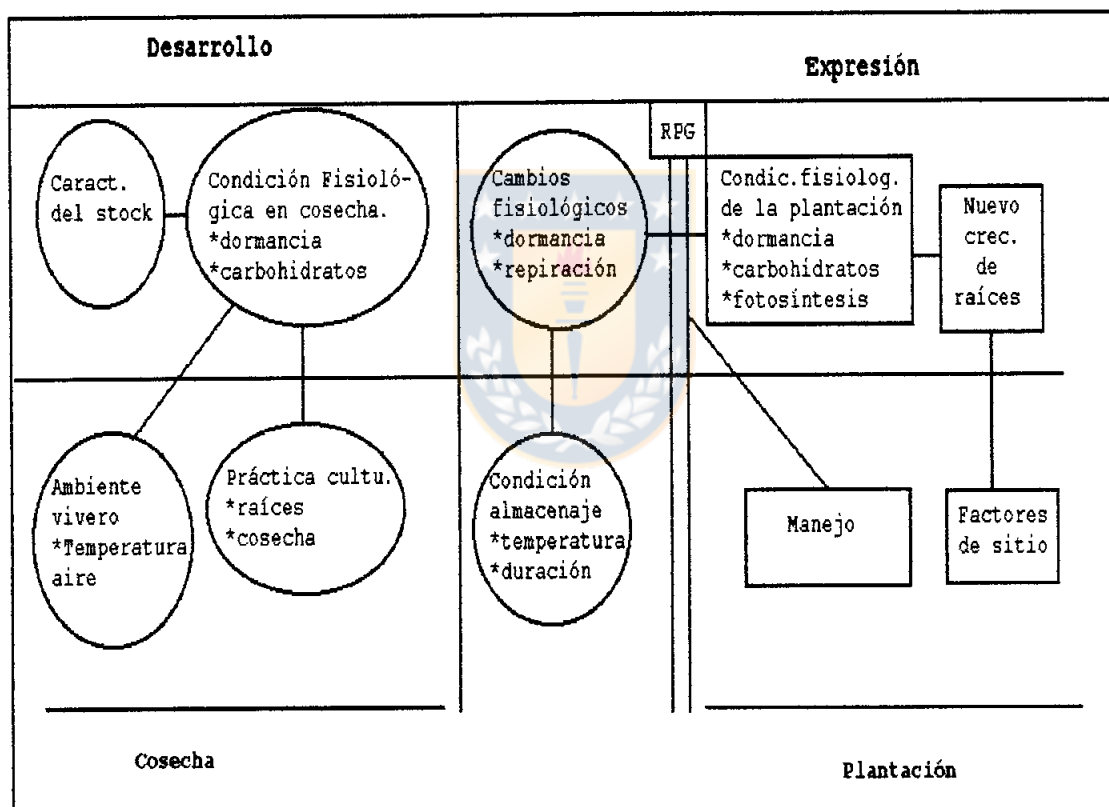 Desarrollo
Expresión
Caract.
del stock
Condición Fisioló-
gica en cosecha.
*dormancia
*carbohidratos
Cambios
fisiológicos
*dormancia
*repiración
RPG
Condic.fisiolog.
de la plantación
*dormancia
*carbohidratos
*fotosíntesis
Nuevo
crec.
de
raíces
Ambiente
vivero
*Temperatura
aire
Práctica cultu.
*raíces
*cosecha
Condición
almacenaje
*temperatura
*duración
Manejo
Factores
de sitio
Cosecha
Plantación